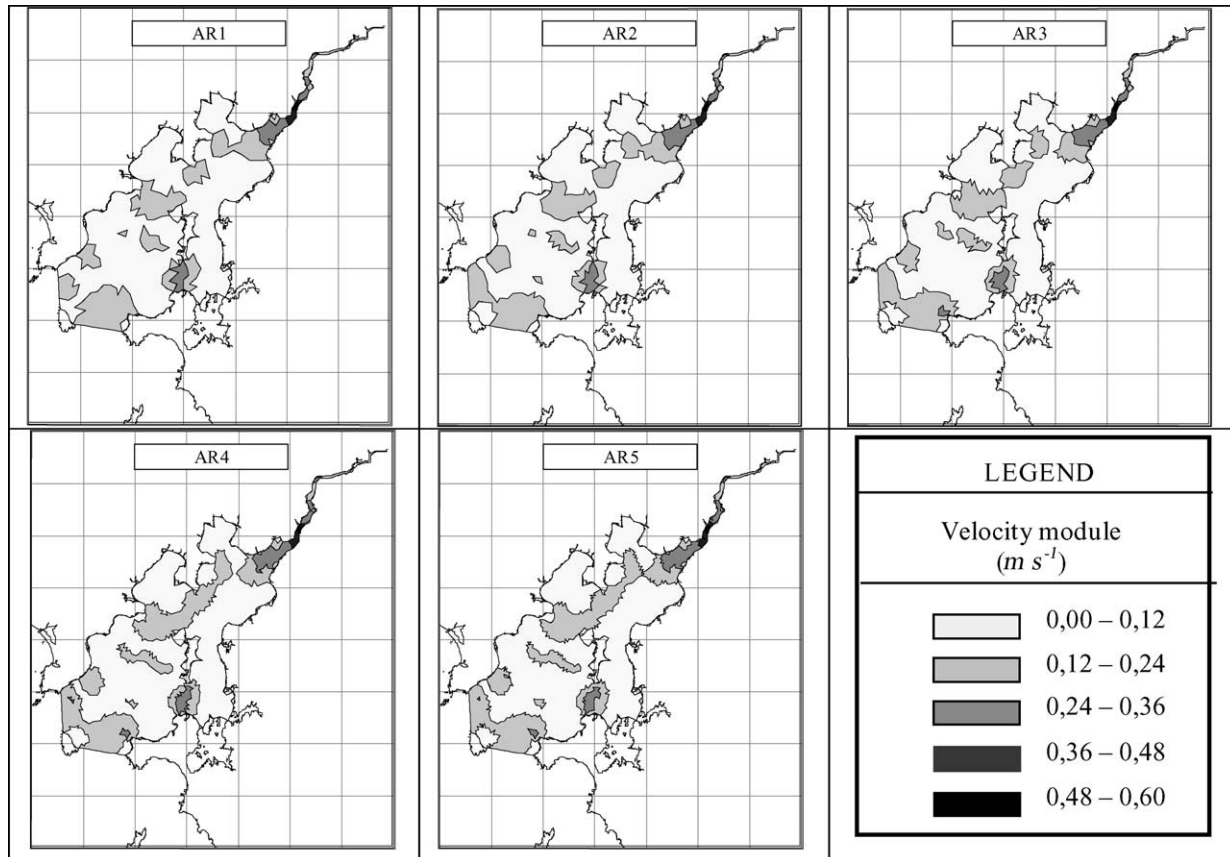 AR1
AR2
AR3
AR4
AR5
LEGEND
Velocity module
(m s⁻¹)
0,00 – 0,12
0,12 – 0,24
0,24 – 0,36
0,36 – 0,48
0,48 – 0,60